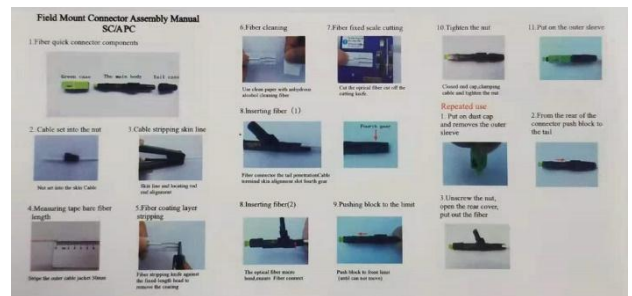 Field Mount Connector Assembly Manual
SC/APC
1.Fiber quick connector components
Green case
The main body
Tail case
2. Cable set into the nut
Nut set into the skin Cable
3.Cable stripping skin line
Skin line and locating rod
end alignment
4.Measuring tape bare fiber
length
Stripe the outer cable jacket
5.Fiber coating layer
stripping
Fiber stripping knife against
the fixed-length head to
remove the coating
6.Fiber cleaning
Use clean paper with anhydrous
alcohol cleaning fiber
7.Fiber fixed scale cutting
Cut the optical fiber cut off the
cutting knife
8.Inserting fiber (1)
Fourth gear
Fiber connector the tail penetrationCable
terminal skin alignment slot fourth gear
8.Inserting fiber(2)
The optical fiber micro
bend,ensure Fiber connect
9.Pushing block to the limit
Push block to front limit
(until can not move)
10.Tighten the nut
Closed end cap,clamping
cable and tighten the nut
11.Put on the outer sleeve
Repeated use
1. Put on dust cap
and removes the outer
sleeve
2.From the rear of the
connector push block to
the tail
3.Unscrew the nut,
open the rear cover,
put out the fiber